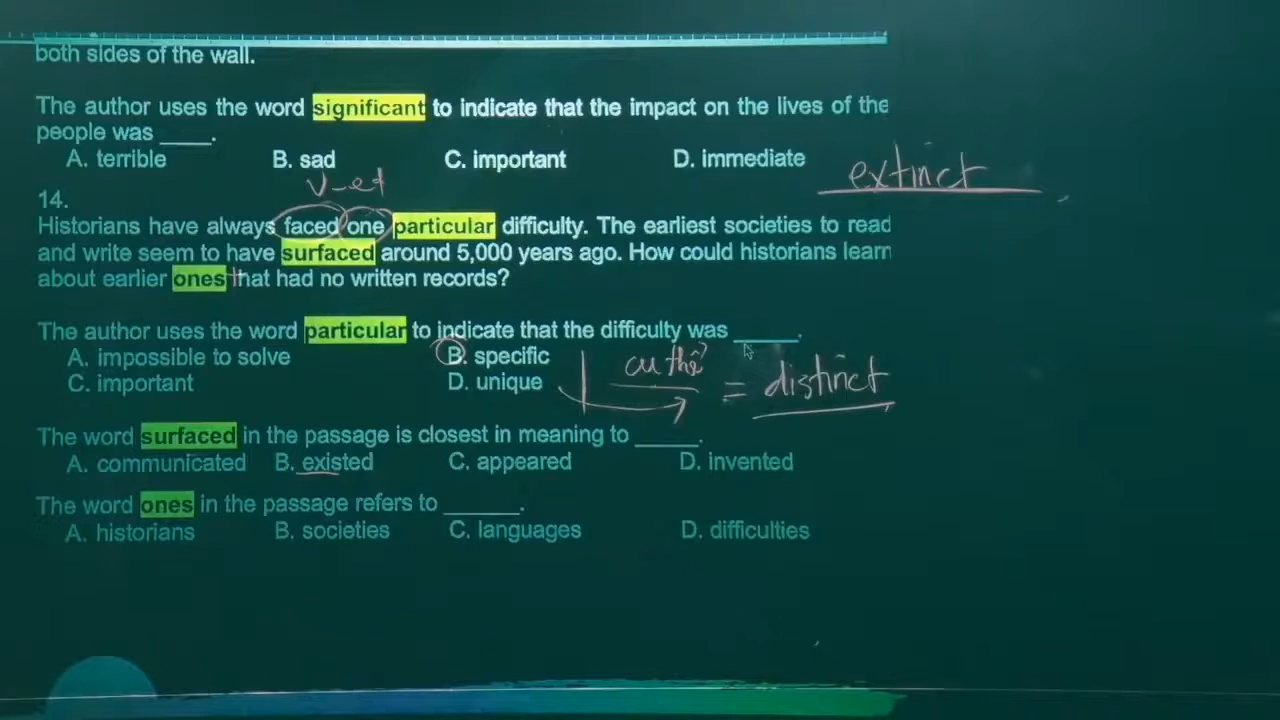 both sides of the wall.
The author uses the word significant to indicate that the impact on the lives of the
people was ____.
A. terrible B. sad C. important D. immediate
extinct
V-ed
14.
Historians have always faced one particular difficulty. The earliest societies to read
and write seem to have surfaced around 5,000 years ago. How could historians learn
about earlier ones that had no written records?
The author uses the word particular to indicate that the difficulty was _____.
A. impossible to solve B. specific
cụ thể
C. important D. unique
= distinct
The word surfaced in the passage is closest in meaning to _____.
A. communicated B. existed C. appeared D. invented
The word ones in the passage refers to ______.
A. historians B. societies C. languages D. difficulties